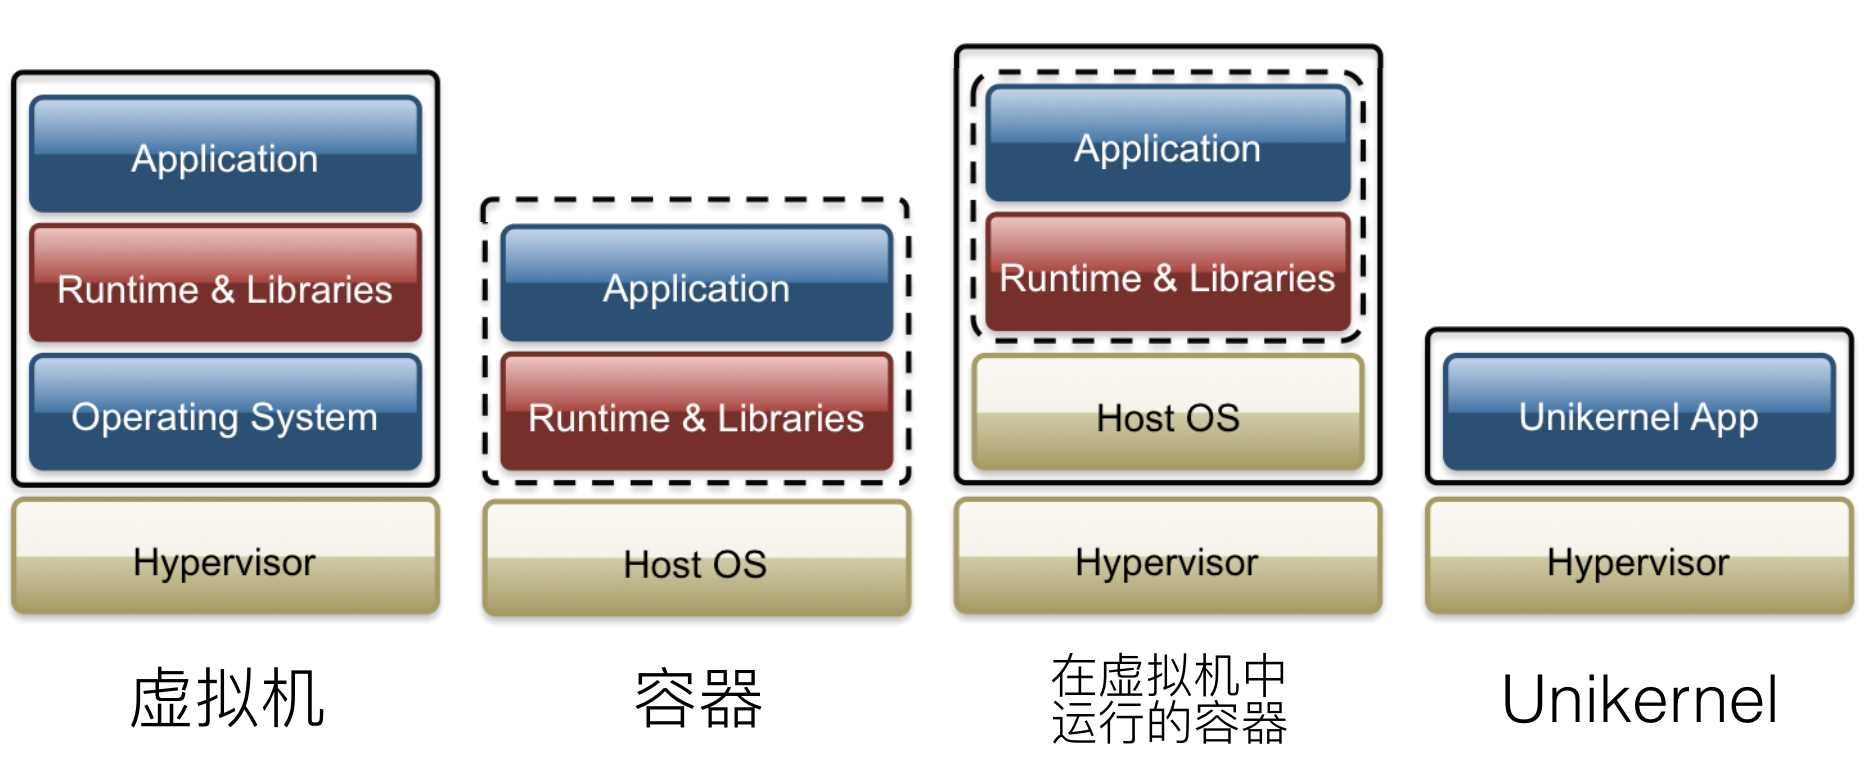 Application
Runtime & Libraries
Operating System
Hypervisor
虚拟机
Application
Runtime & Libraries
Host OS
容器
Application
Runtime & Libraries
Host OS
Hypervisor
在虚拟机中
运行的容器
Unikernel App
Hypervisor
Unikernel